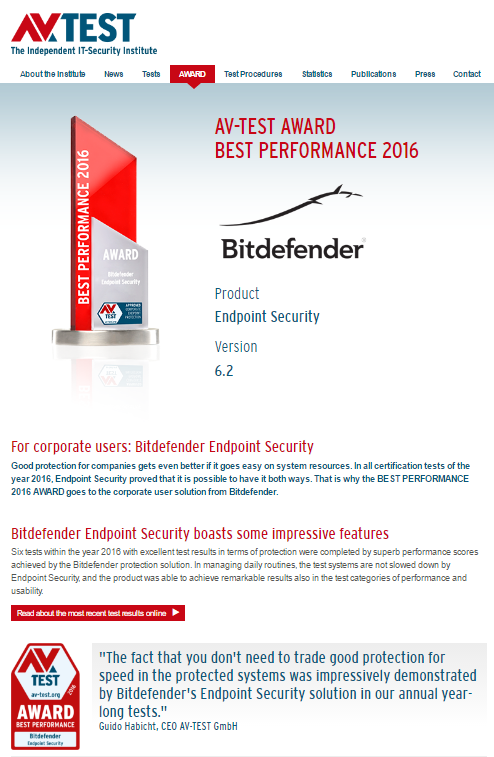 AV TEST
The Independent IT-Security Institute
About the Institute News Tests AWARD Test Procedures Statistics Publications Press Contact
AV-TEST AWARD
BEST PERFORMANCE 2016
BEST PERFORMANCE 2016
AWARD
Bitdefender
Endpoint Security
AV TEST
APPROVED
CORPORATE
ENDPOINT
PROTECTION
Bitdefender
Product
Endpoint Security
Version
6.2
For corporate users: Bitdefender Endpoint Security
Good protection for companies gets even better if it goes easy on system resources. In all certification tests of the
year 2016, Endpoint Security proved that it is possible to have it both ways. That is why the BEST PERFORMANCE
2016 AWARD goes to the corporate user solution from Bitdefender.
Bitdefender Endpoint Security boasts some impressive features
Six tests within the year 2016 with excellent test results in terms of protection were completed by superb performance scores
achieved by the Bitdefender protection solution. In managing daily routines, the test systems are not slowed down by
Endpoint Security, and the product was able to achieve remarkable results also in the test categories of performance and
usability.
Read about the most recent test results online
AV TEST
av-test.org
2016
AWARD
BEST PERFORMANCE
Bitdefender
Endpoint Security
"The fact that you don't need to trade good protection for
speed in the protected systems was impressively demonstrated
by Bitdefender's Endpoint Security solution in our annual year-
long tests."
Guido Habicht, CEO AV-TEST GmbH